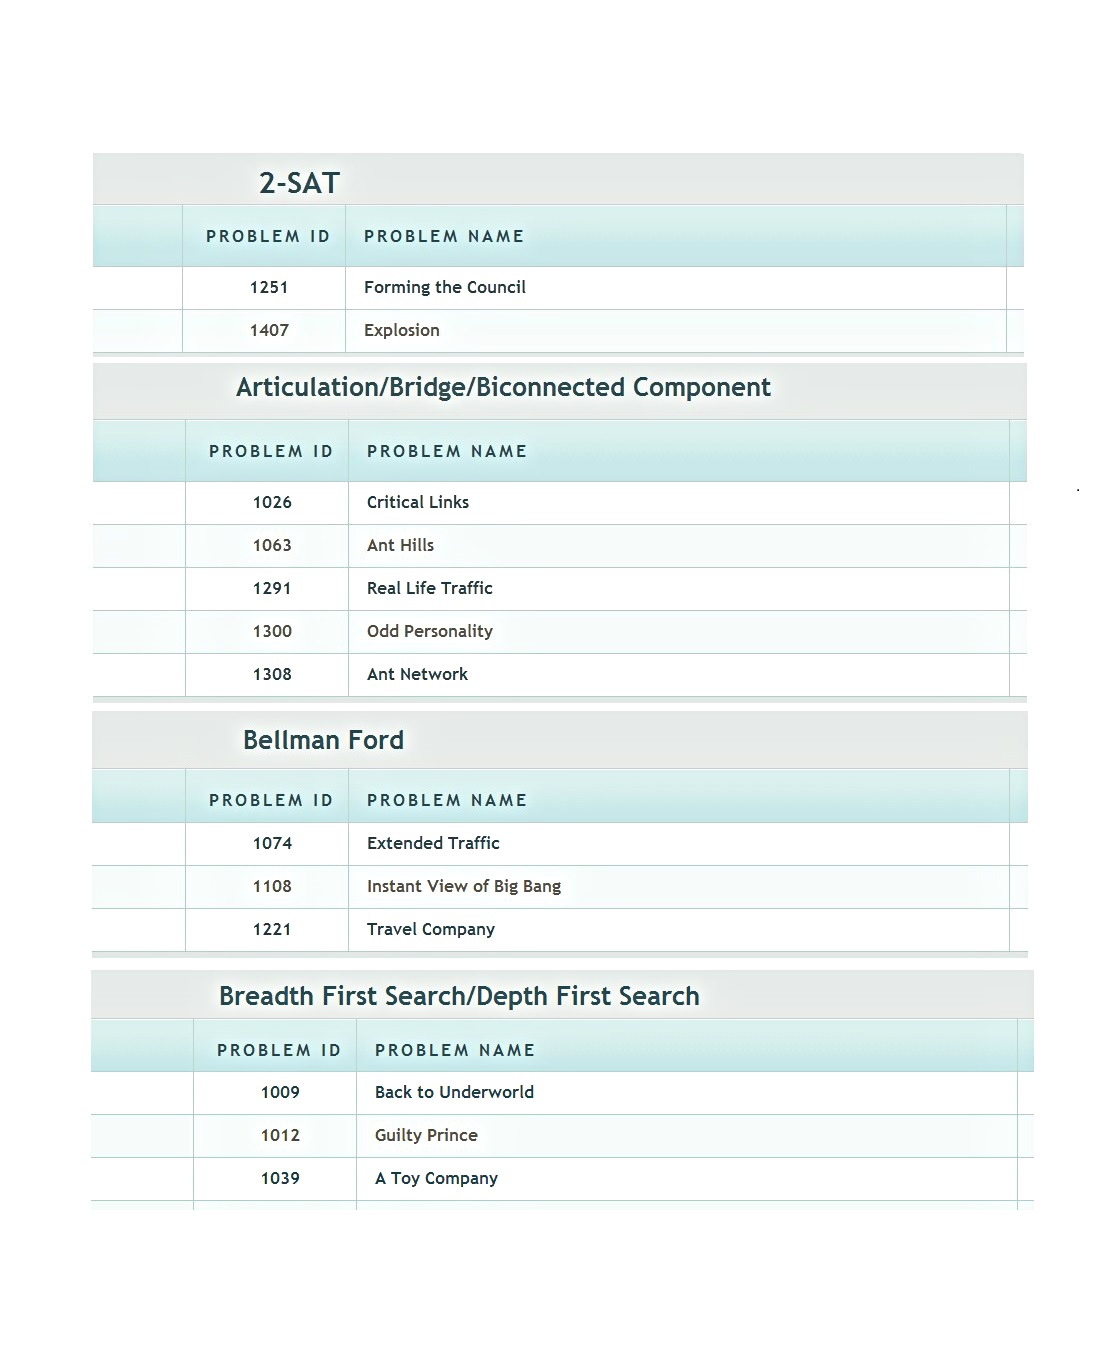 2-SAT
PROBLEM ID PROBLEM NAME
1251 Forming the Council
1407 Explosion
Articulation/Bridge/Biconnected Component
PROBLEM ID PROBLEM NAME
1026 Critical Links
1063 Ant Hills
1291 Real Life Traffic
1300 Odd Personality
1308 Ant Network
Bellman Ford
PROBLEM ID PROBLEM NAME
1074 Extended Traffic
1108 Instant View of Big Bang
1221 Travel Company
Breadth First Search/Depth First Search
PROBLEM ID PROBLEM NAME
1009 Back to Underworld
1012 Guilty Prince
1039 A Toy Company